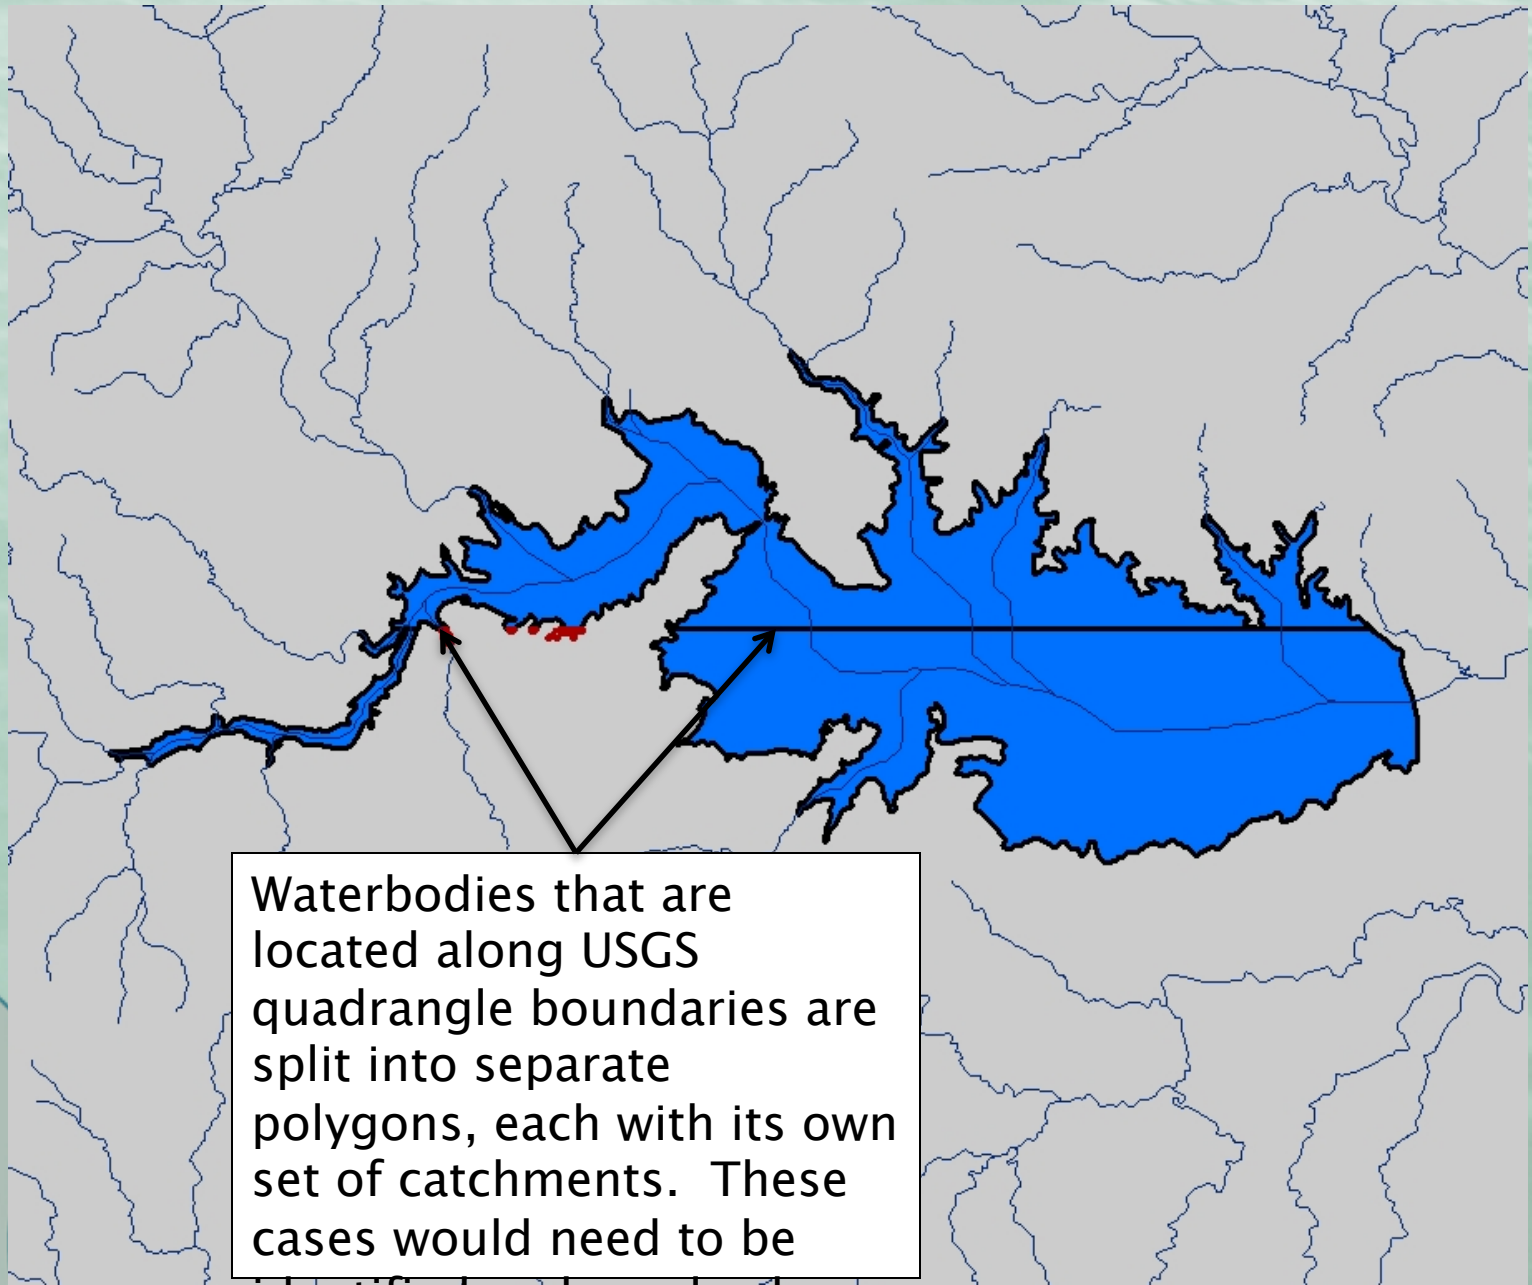 Waterbodies that are
located along USGS
quadrangle boundaries are
split into separate
polygons, each with its own
set of catchments.  These
cases would need to be